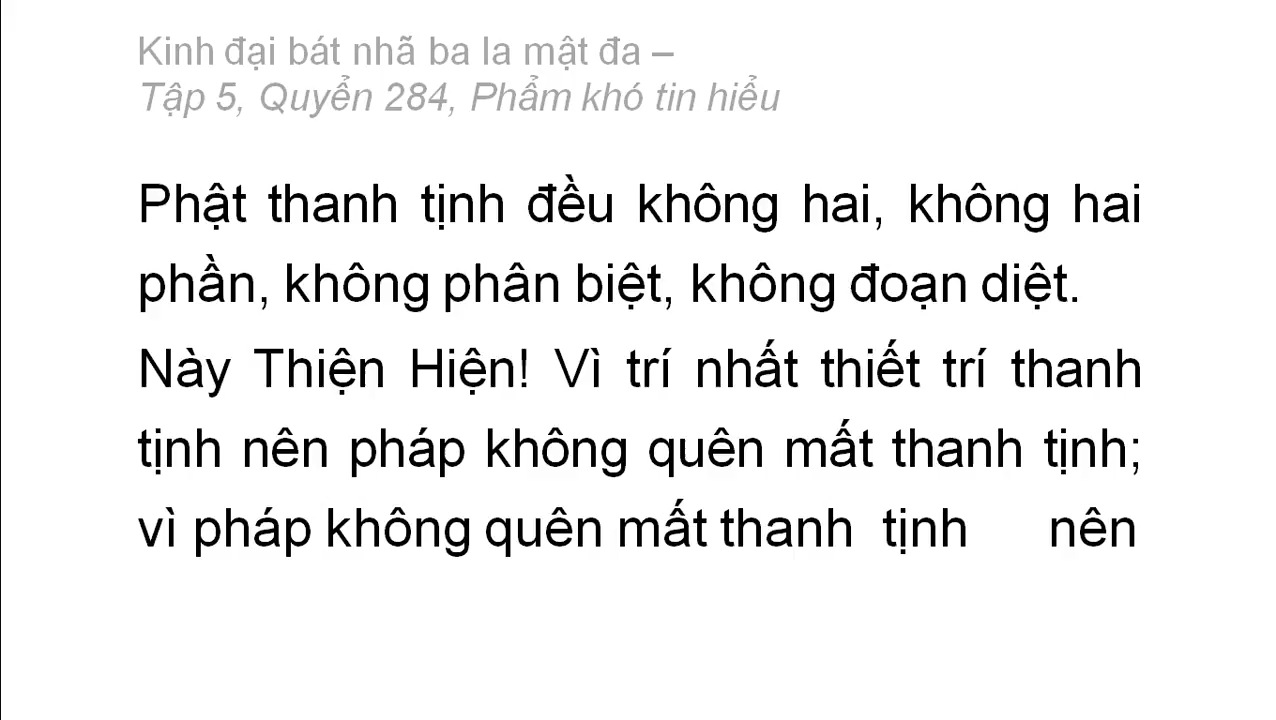 Kinh đại bát nhã ba la mật đa –
Tập 5, Quyển 284, Phẩm khó tin hiểu
Phật thanh tịnh đều không hai, không hai
phần, không phân biệt, không đoạn diệt.
Này Thiện Hiện! Vì trí nhất thiết trí thanh
tịnh nên pháp không quên mất thanh tịnh;
vì pháp không quên mất thanh tịnh nên